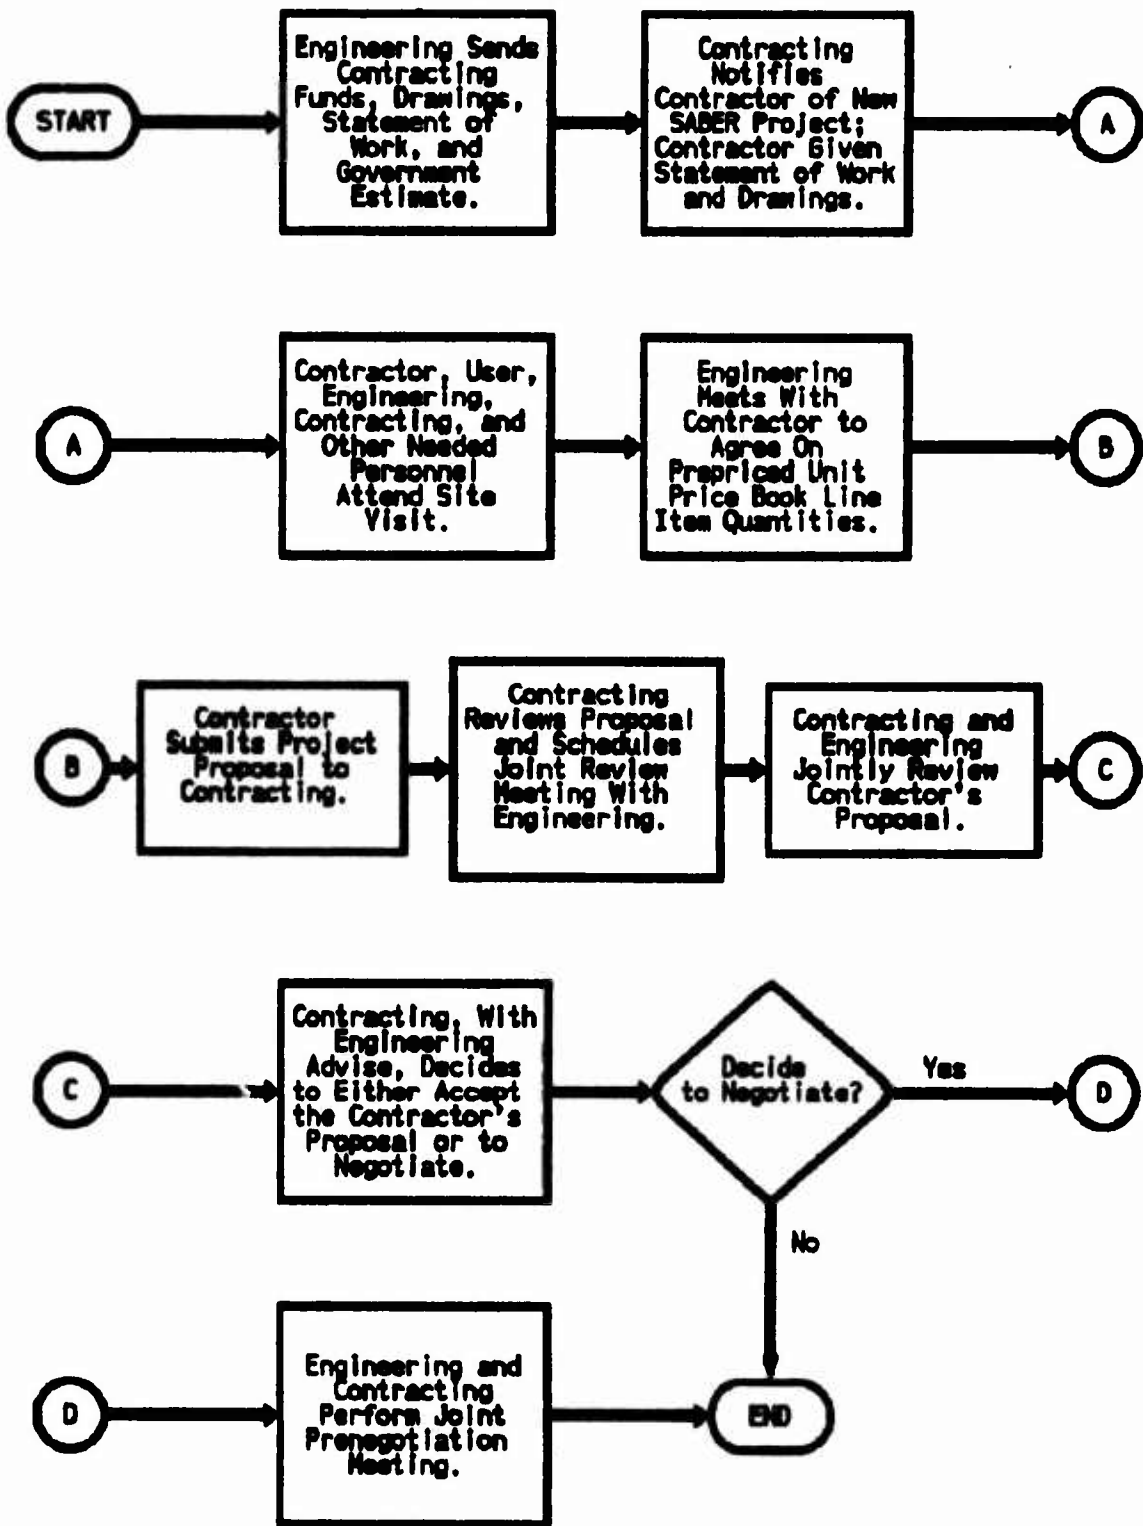 START
Engineering Sends
Contracting
Funds, Drawings,
Statement of
Work, and
Government
Estimate.
Contracting
Notifies
Contractor of New
SABER Project;
Contractor Given
Statement of Work
and Drawings.
A
A
Contractor, User,
Engineering,
Contracting, and
Other Needed
Personnel
Attend Site
Visit.
Engineering
Meets With
Contractor to
Agree On
Prepriced Unit
Price Book Line
Item Quantities.
B
B
Contractor
Submits Project
Proposal to
Contracting.
Contracting
Reviews Proposal
and Schedules
Joint Review
Meeting With
Engineering.
Contracting and
Engineering
Jointly Review
Contractor's
Proposal.
C
C
Contracting, With
Engineering
Advise, Decides
to Either Accept
the Contractor's
Proposal or to
Negotiate.
Decide
to Negotiate?
Yes
D
No
D
Engineering and
Contracting
Perform Joint
Prenegotiation
Meeting.
END